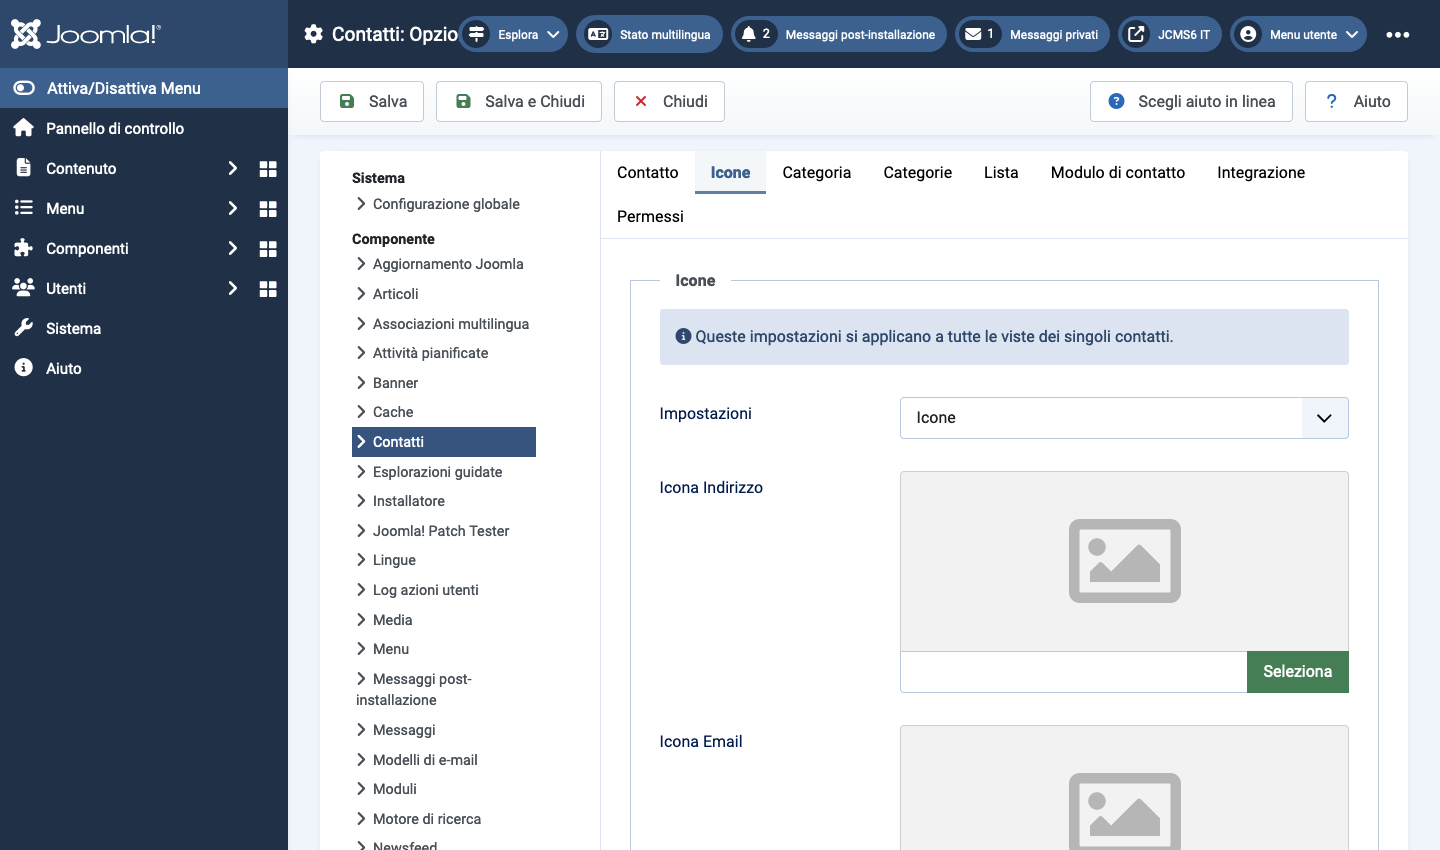 Joomla!
Contatti: Opzio
Esplora
Stato multilingua
2 Messaggi post-installazione
1 Messaggi privati
JCMS6 IT
Menu utente
Attiva/Disattiva Menu
Pannello di controllo
Contenuto
Menu
Componenti
Utenti
Sistema
Aiuto
Salva
Salva e Chiudi
Chiudi
Scegli aiuto in linea
Aiuto
Sistema
Configurazione globale
Componente
Aggiornamento Joomla
Articoli
Associazioni multilingua
Attività pianificate
Banner
Cache
Contatti
Esplorazioni guidate
Installatore
Joomla! Patch Tester
Lingue
Log azioni utenti
Media
Menu
Messaggi post-
installazione
Messaggi
Modelli di e-mail
Moduli
Motore di ricerca
Newsfeed
Contatto
Icone
Categoria
Categorie
Lista
Modulo di contatto
Integrazione
Permessi
Icone
Queste impostazioni si applicano a tutte le viste dei singoli contatti.
Impostazioni
Icone
Icona Indirizzo
Seleziona
Icona Email